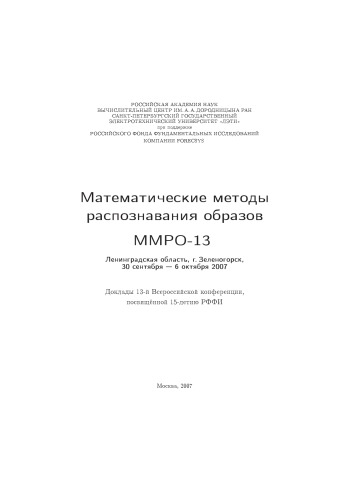 РОССИЙСКАЯ АКАДЕМИЯ НАУК
ВЫЧИСЛИТЕЛЬНЫЙ ЦЕНТР ИМ. А. А. ДОРОДНИЦЫНА РАН
САНКТ-ПЕТЕРБУРГСКИЙ ГОСУДАРСТВЕННЫЙ
ЭЛЕКТРОТЕХНИЧЕСКИЙ УНИВЕРСИТЕТ «ЛЭТИ»
при поддержке
РОССИЙСКОГО ФОНДА ФУНДАМЕНТАЛЬНЫХ ИССЛЕДОВАНИЙ
КОМПАНИИ FORECSYS
Математические методы
распознавания образов
ММРО-13
Ленинградская область, г. Зеленогорск,
30 сентября — 6 октября 2007
Доклады 13-й Всероссийской конференции,
посвящённой 15-летию РФФИ
Москва, 2007